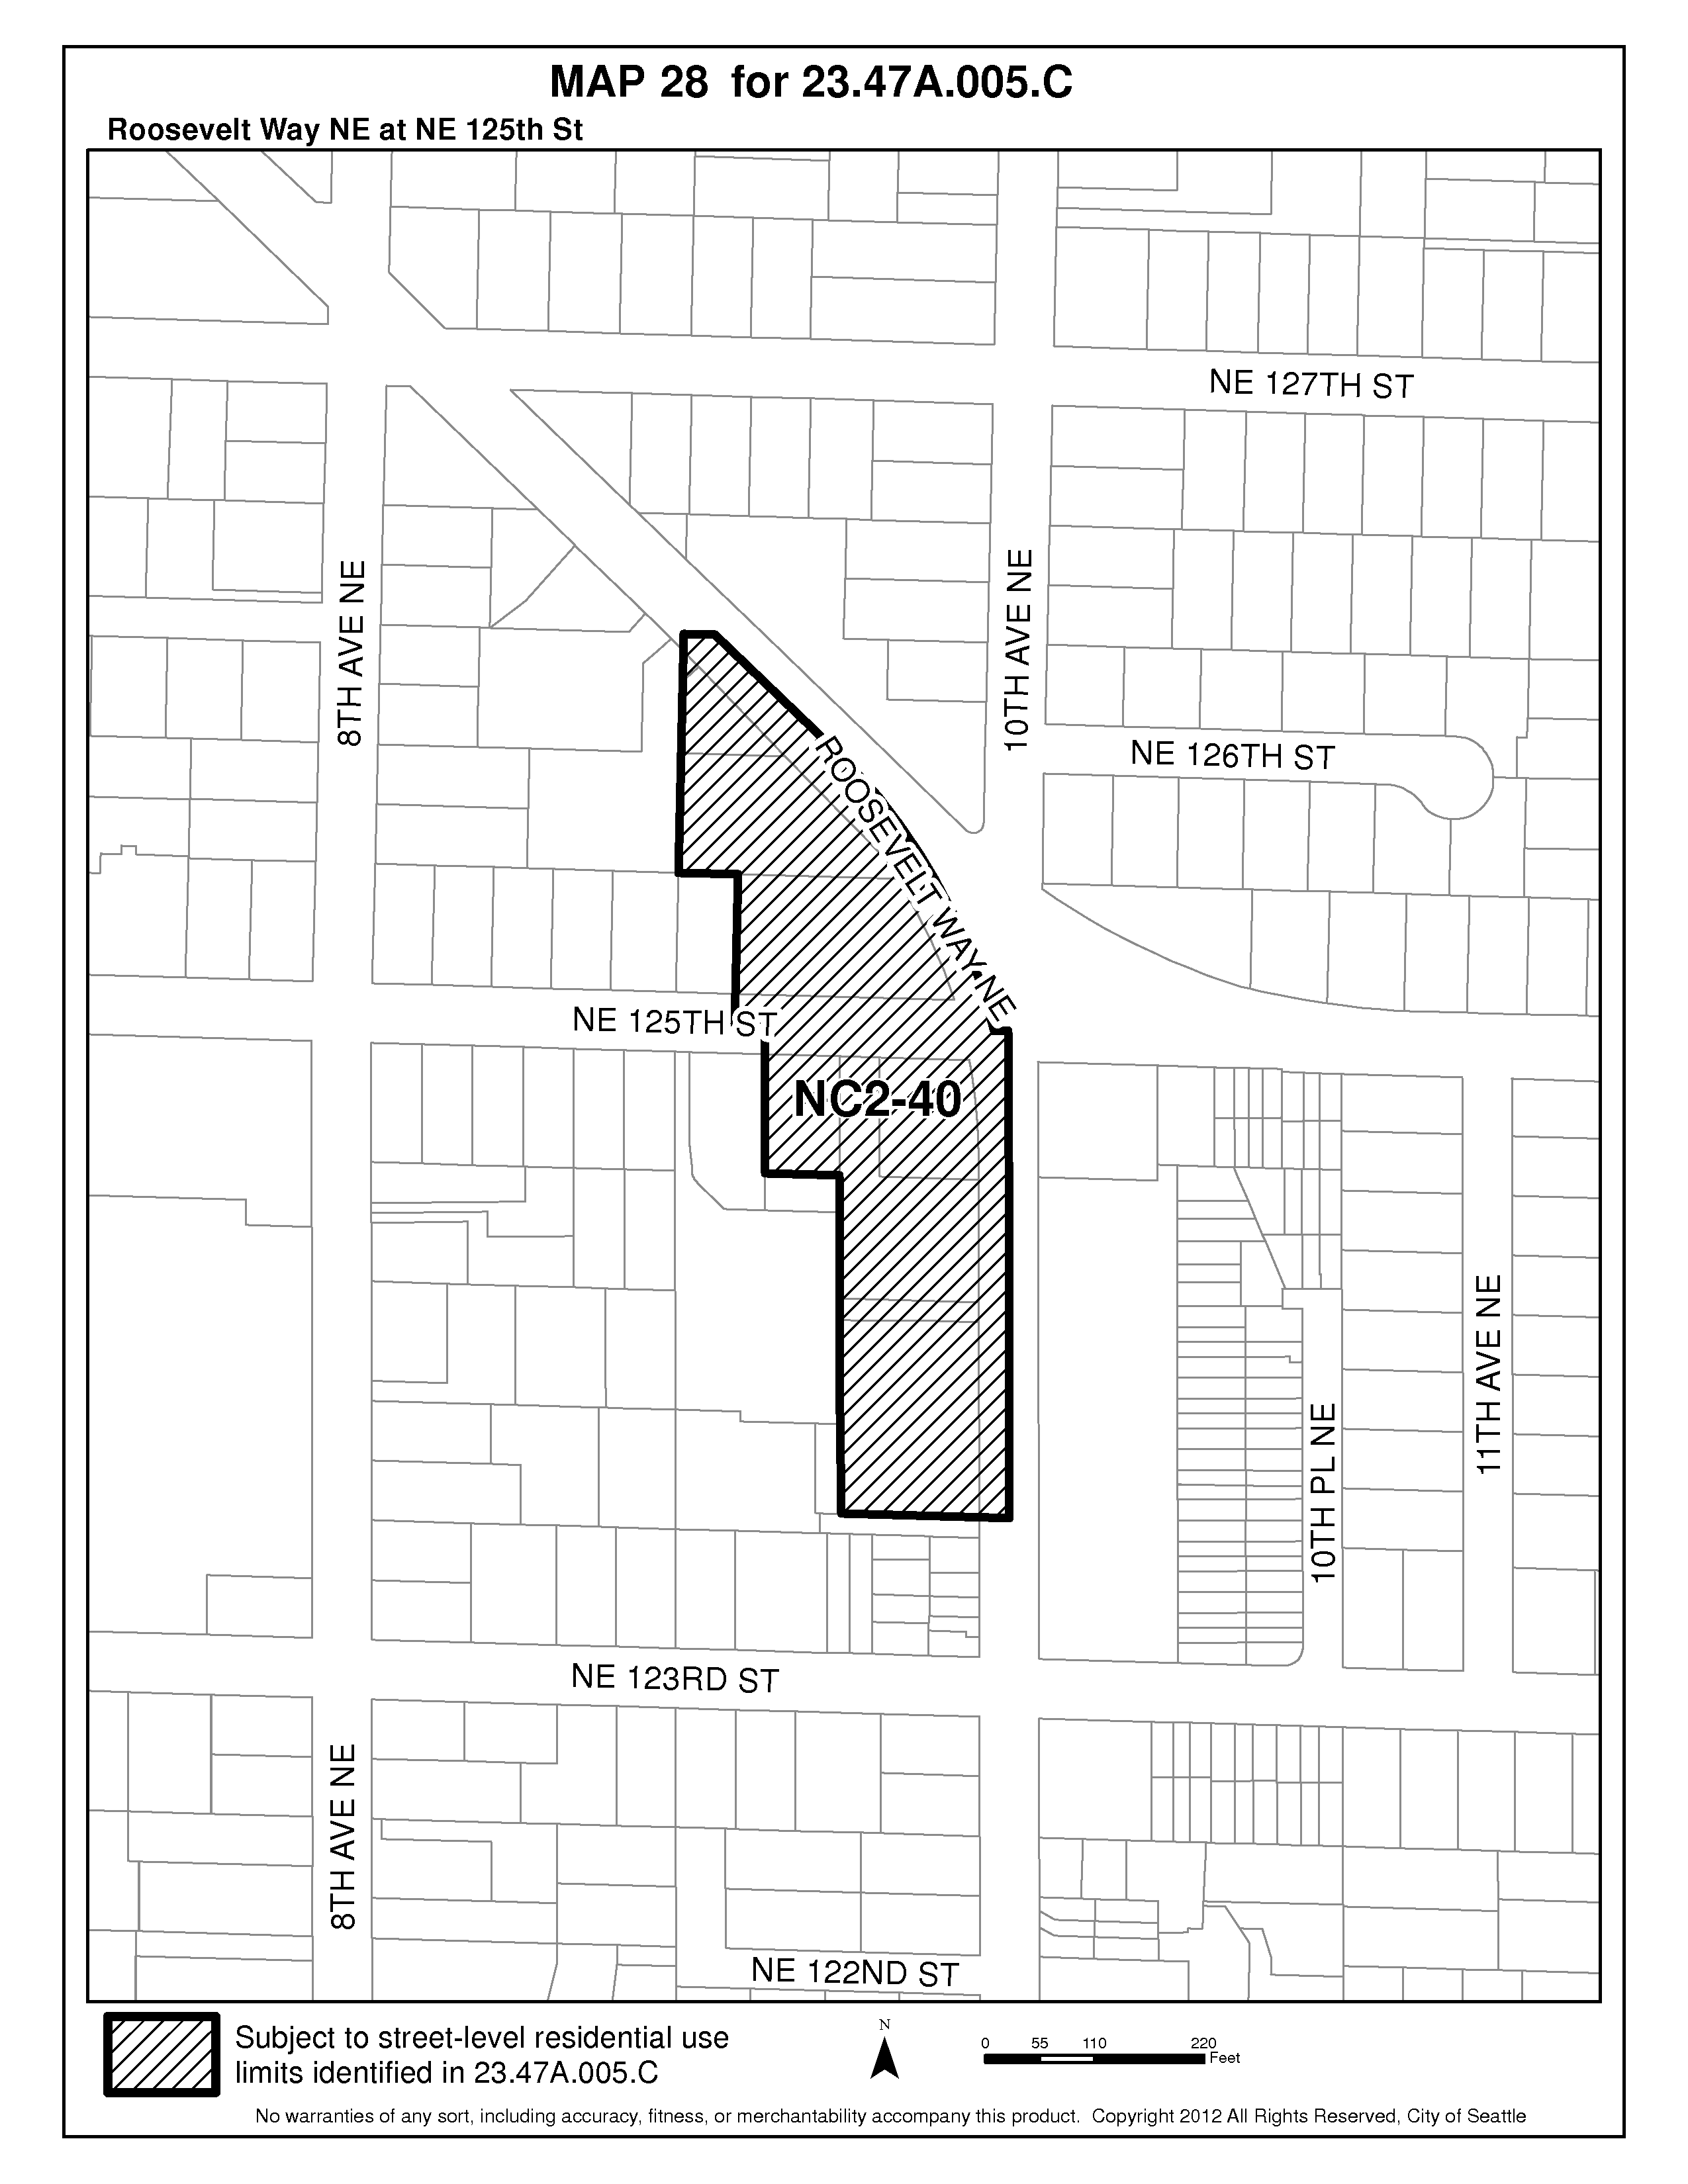 MAP 28 for 23.47A.005.C
Roosevelt Way NE at NE 125th St
NE 127TH ST
8TH AVE NE
10TH AVE NE
NE 126TH ST
ROOSEVELT WAY NE
NE 125TH ST
NC2-40
11TH AVE NE
10TH PL NE
NE 123RD ST
8TH AVE NE
NE 122ND ST
Subject to street-level residential use
limits identified in 23.47A.005.C
N
0 55 110 220
Feet
No warranties of any sort, including accuracy, fitness, or merchantability accompany this product. Copyright 2012 All Rights Reserved, City of Seattle